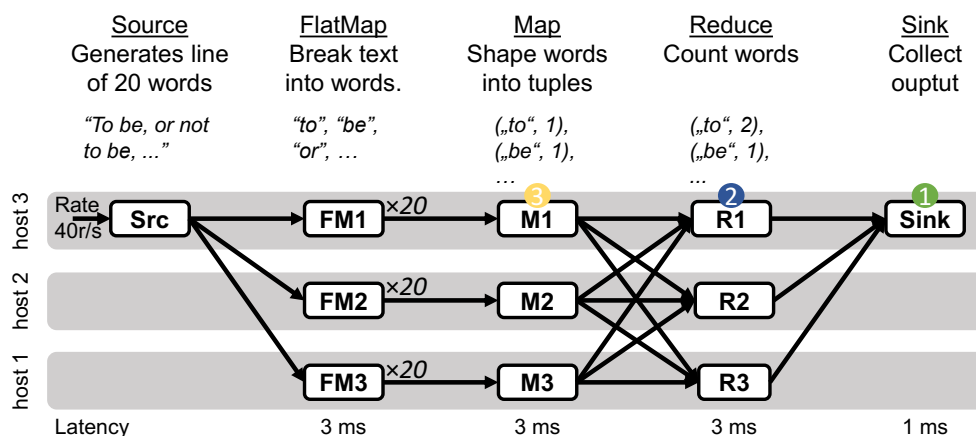 Source
Generates line
of 20 words
“To be, or not
to be, ...”
FlatMap
Break text
into words.
“to”, “be”,
“or”, …
Map
Shape words
into tuples
(„to“, 1),
(„be“, 1),
…
Reduce
Count words
(„to“, 2),
(„be“, 1),
...
Sink
Collect
ouptut
host 3
Rate
40r/s
Src
FM1
×20
3
M1
2
R1
1
Sink
host 2
FM2
×20
M2
R2
host 1
FM3
×20
M3
R3
Latency
3 ms
3 ms
3 ms
1 ms